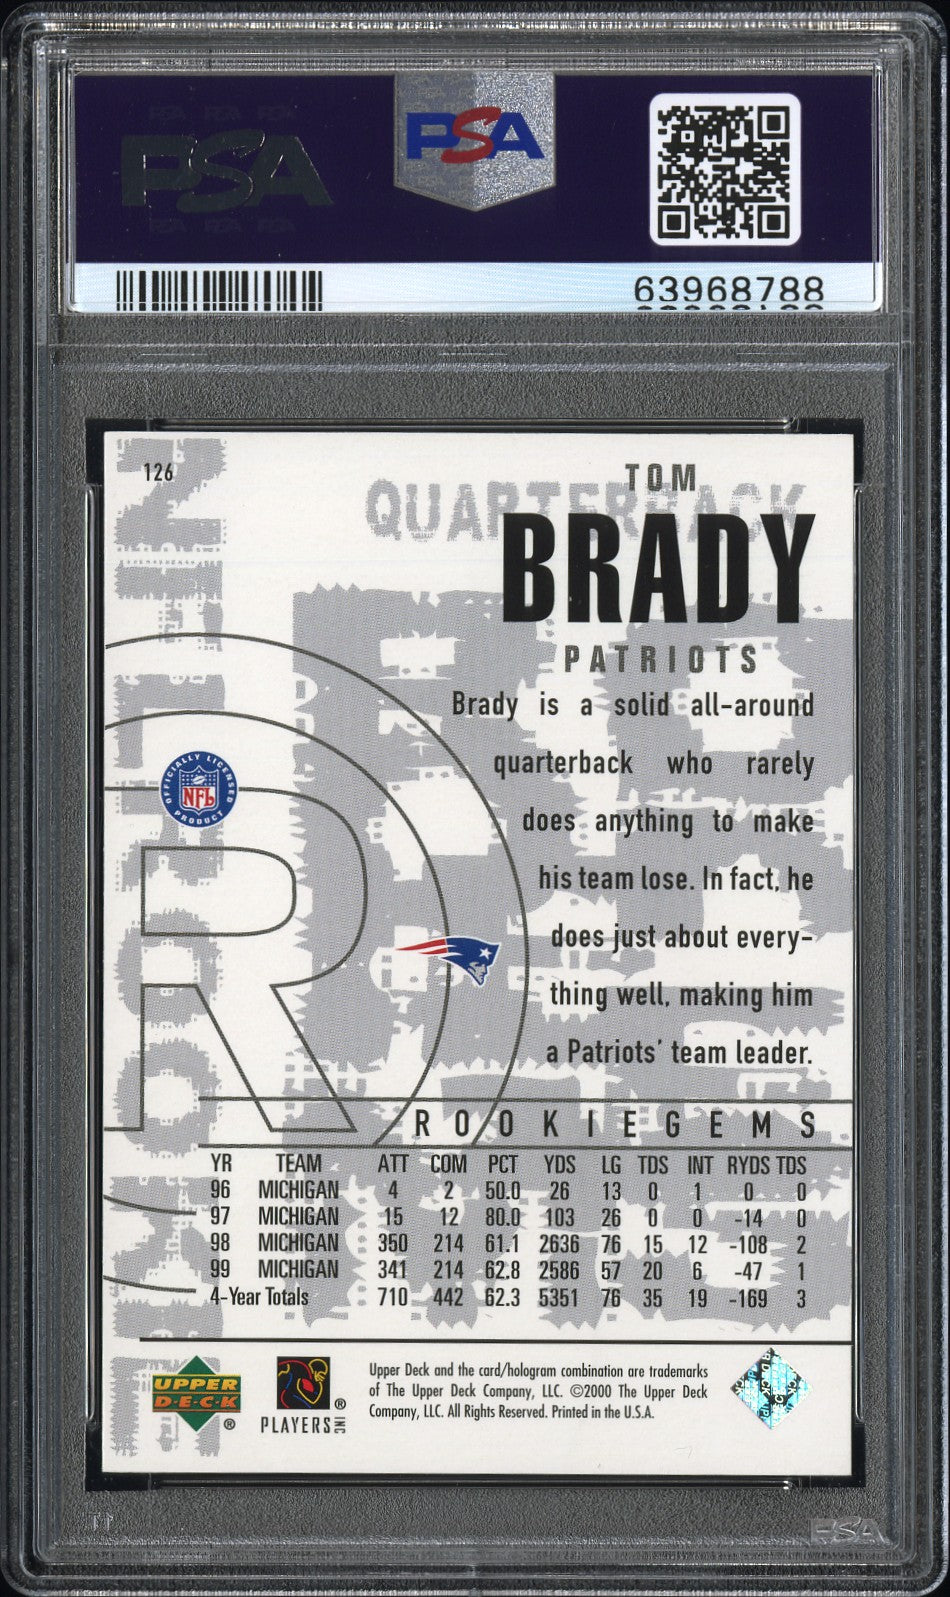 PSA
PSA
63968788
126
QUARTERBACK
TOM
BRADY
PATRIOTS
Brady is a solid all-around
quarterback who rarely
does anything to make
his team lose. In fact, he
does just about every-
thing well, making him
a Patriots' team leader.
OFFICIALLY LICENSED
NFL
PRODUCT
R
ROOKIE GEMS
YR TEAM ATT COM PCT YDS LG TDS INT RYDS TDS
96 MICHIGAN 4 2 50.0 26 13 0 1 0 0
97 MICHIGAN 15 12 80.0 103 26 0 0 -14 0
98 MICHIGAN 350 214 61.1 2636 76 15 12 -108 2
99 MICHIGAN 341 214 62.8 2586 57 20 6 -47 1
4-Year Totals 710 442 62.3 5351 76 35 19 -169 3
UPPER
DECK
®
PLAYERS INC
®
Upper Deck and the card/hologram combination are trademarks
of The Upper Deck Company, LLC. ©2000 The Upper Deck
Company, LLC. All Rights Reserved. Printed in the U.S.A.
PSA